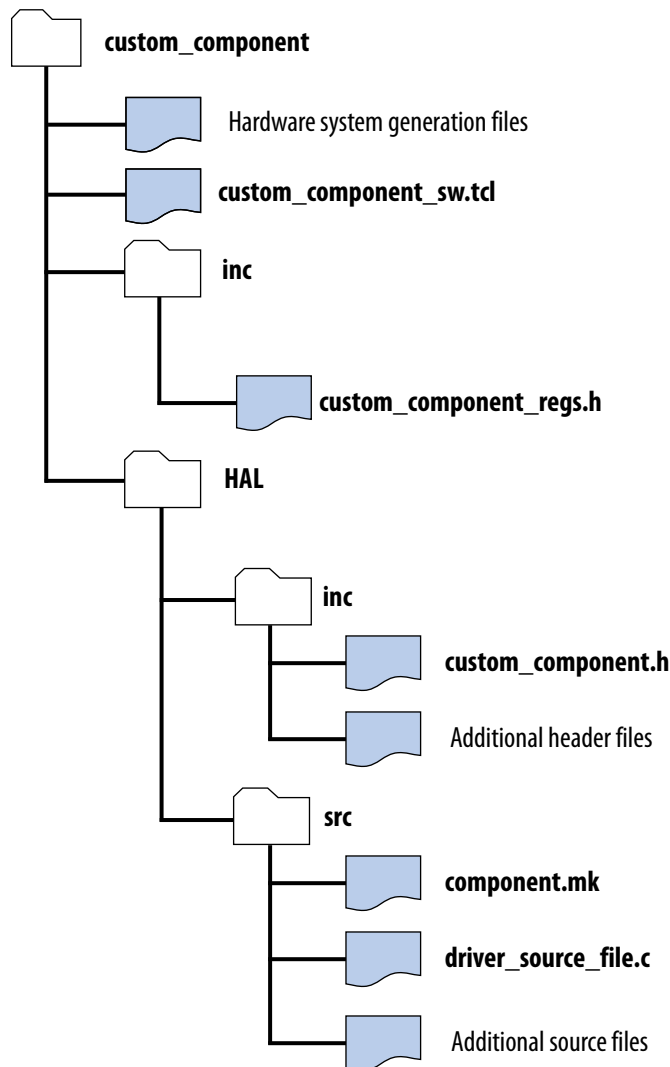 custom_component
Hardware system generation files
custom_component_sw.tcl
inc
custom_component_regs.h
HAL
inc
custom_component.h
Additional header files
src
component.mk
driver_source_file.c
Additional source files